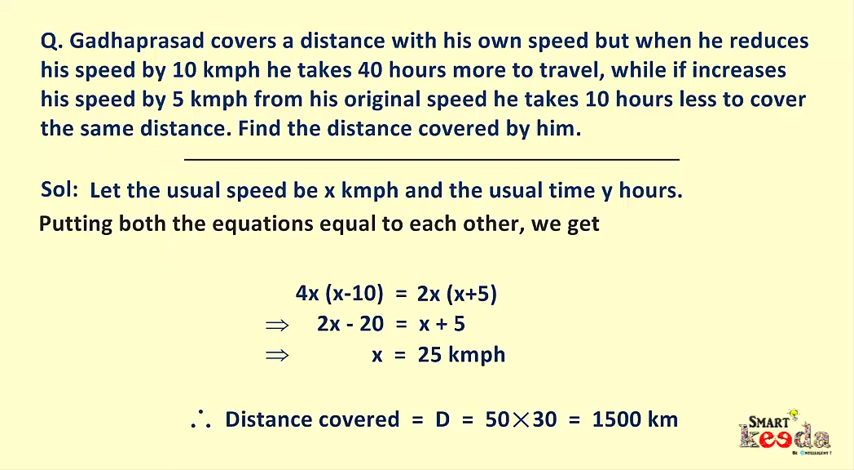 Q. Gadhaprasad covers a distance with his own speed but when he reduces
his speed by 10 kmph he takes 40 hours more to travel, while if increases
his speed by 5 kmph from his original speed he takes 10 hours less to cover
the same distance. Find the distance covered by him.
Sol: Let the usual speed be x kmph and the usual time y hours.
Putting both the equations equal to each other, we get
4x (x-10) = 2x (x+5)
⇒ 2x - 20 = x + 5
⇒ x = 25 kmph
∴ Distance covered = D = 50×30 = 1500 km
SMART
keeda